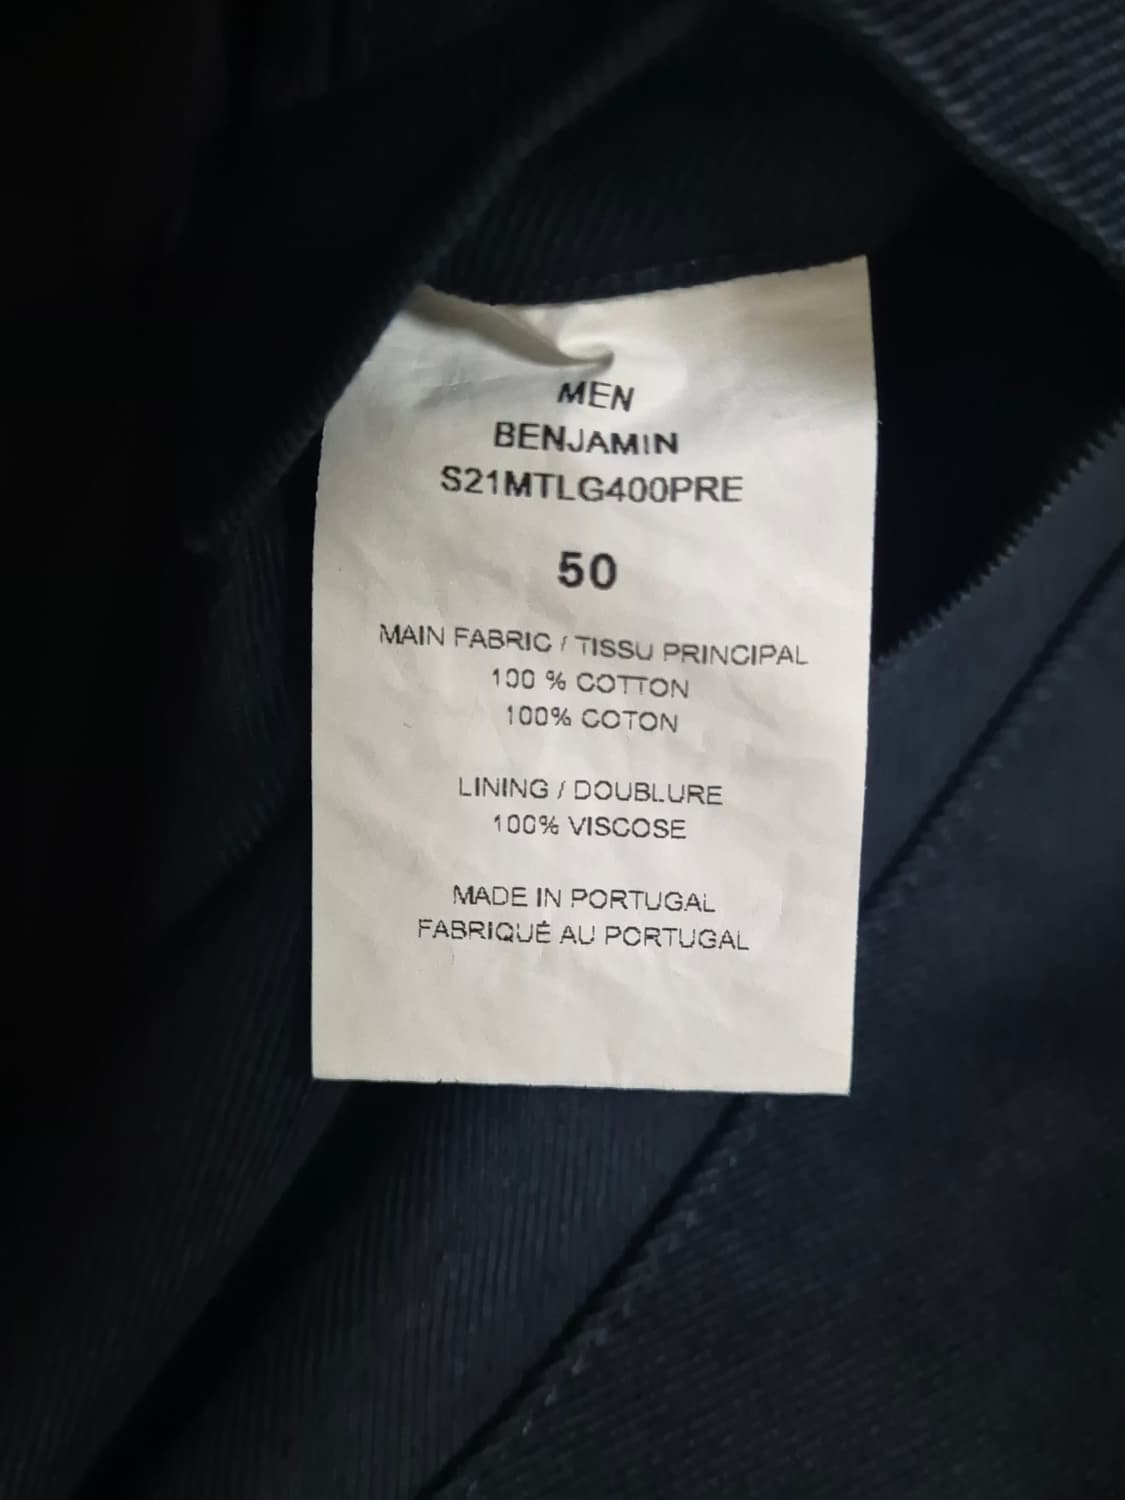 MEN
BENJAMIN
S21MTLG400PRE
50
MAIN FABRIC / TISSU PRINCIPAL
100 % COTTON
100% COTON
LINING / DOUBLURE
100% VISCOSE
MADE IN PORTUGAL
FABRIQUÉ AU PORTUGAL